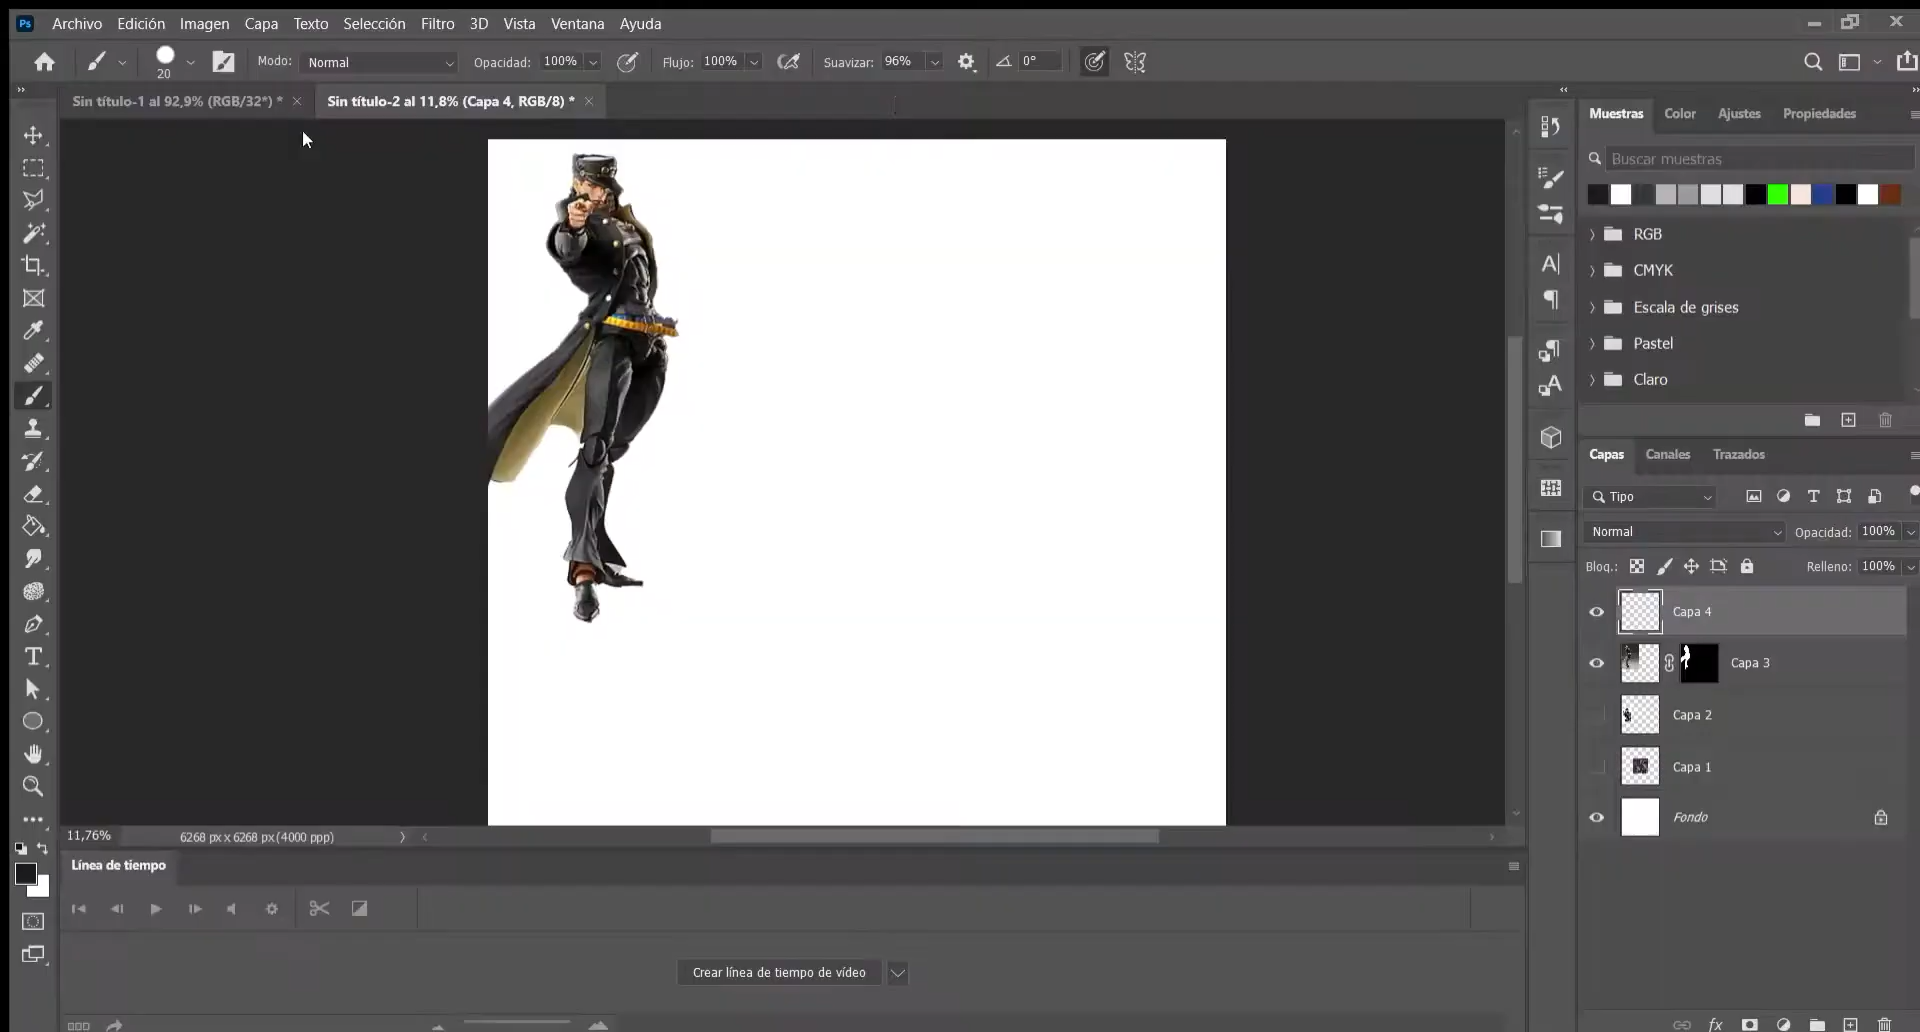 Ps Archivo Edición Imagen Capa Texto Selección Filtro 3D Vista Ventana Ayuda
20 Modo: Normal Opacidad: 100% Flujo: 100% Suavizar: 96% 0°
Sin título-1 al 92,9% (RGB/32*) * Sin título-2 al 11,8% (Capa 4, RGB/8) *
Muestras Color Ajustes Propiedades
Buscar muestras
RGB
CMYK
Escala de grises
Pastel
Claro
Capas Canales Trazados
Tipo
Normal Opacidad: 100%
Bloq.: Relleno: 100%
Capa 4
Capa 3
Capa 2
Capa 1
Fondo
11,76% 6268 px x 6268 px (4000 ppp)
Línea de tiempo
Crear línea de tiempo de vídeo
fx